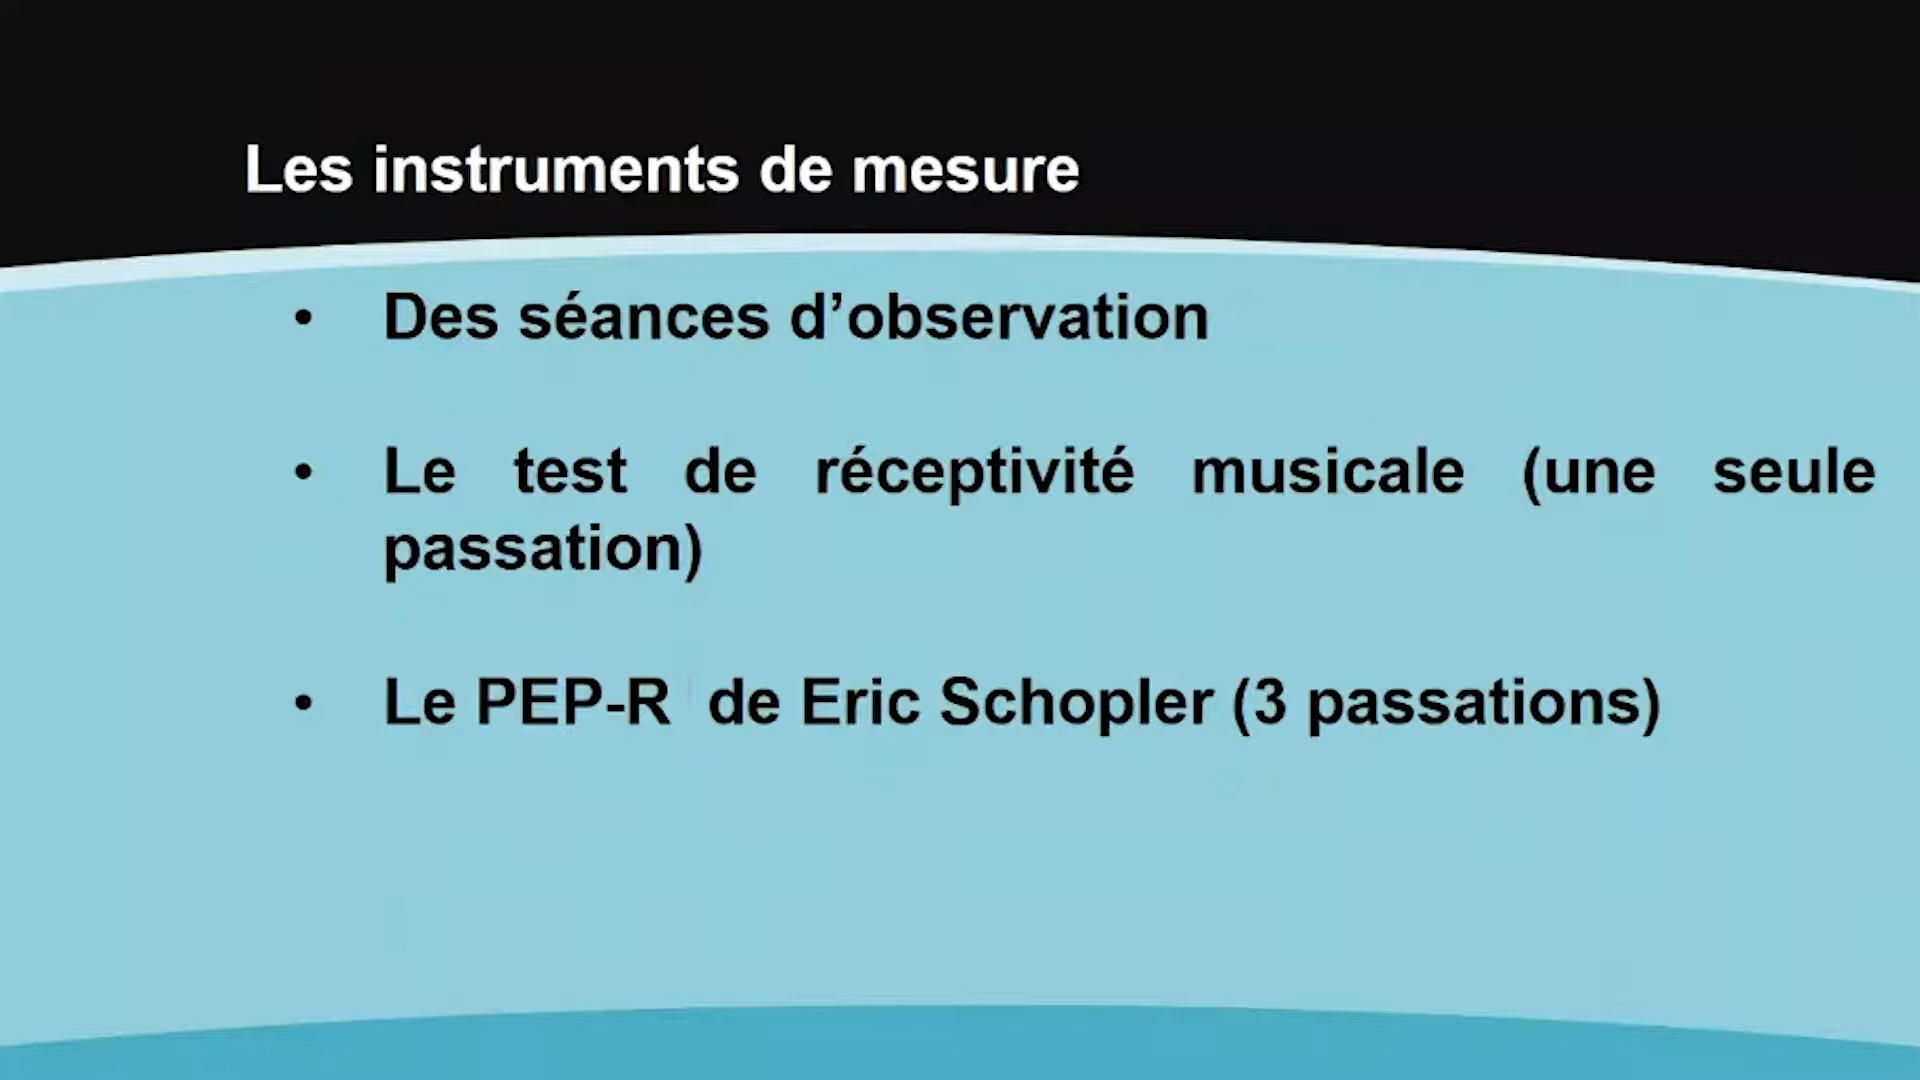 Les instruments de mesure
• Des séances d’observation
• Le test de réceptivité musicale (une seule
passation)
• Le PEP-R de Eric Schopler (3 passations)